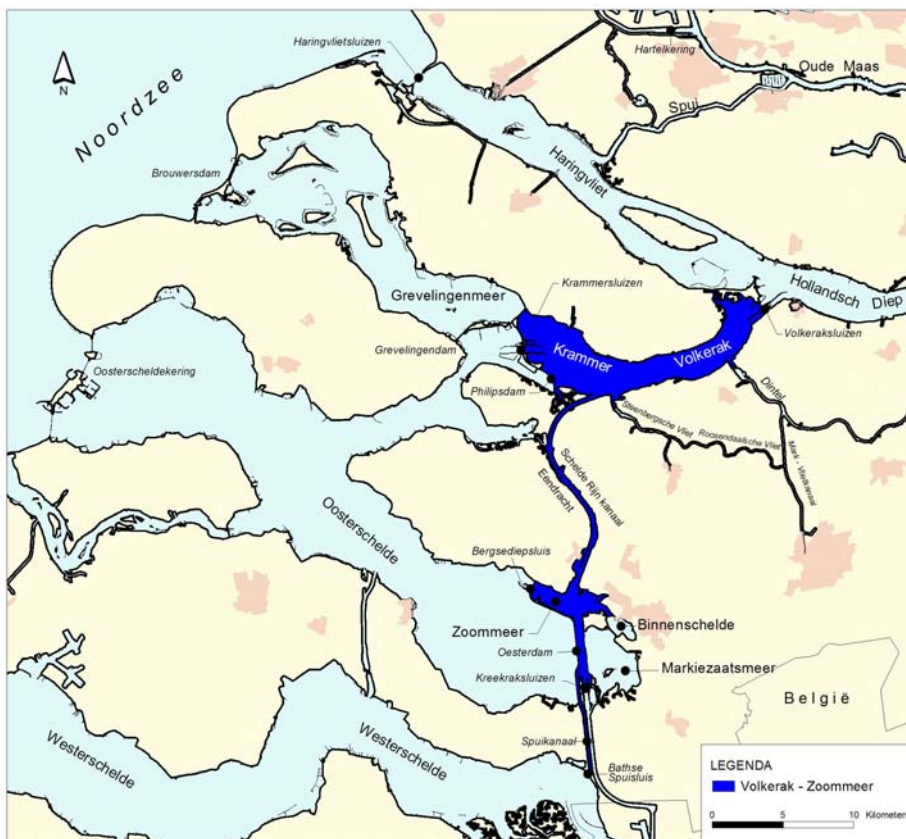 Haringvlietsluizen
Hartelkering
Oude Maas
N
Noordzee
Spui
Brouwersdam
Haringvliet
Hollandsch Diep
Grevelingenmeer
Krammersluizen
Volkeraksluizen
Krammer
Volkerak
Grevelingendam
Oosterscheldekering
Philipsdam
Dintel
Steenbergsche Vliet
Roosendaalsche Vliet
Mark - Vlietkanaal
Schelde Rijn kanaal
Eendracht
Oosterschelde
Bergsediepsluis
Zoommeer
Binnenschelde
Oesterdam
Markiezaatsmeer
Kreekraksluizen
België
Westerschelde
Westerschelde
Spuikanaal
Bathse
Spuisluis
LEGENDA
Volkerak - Zoommeer
0 5 10 Kilometers